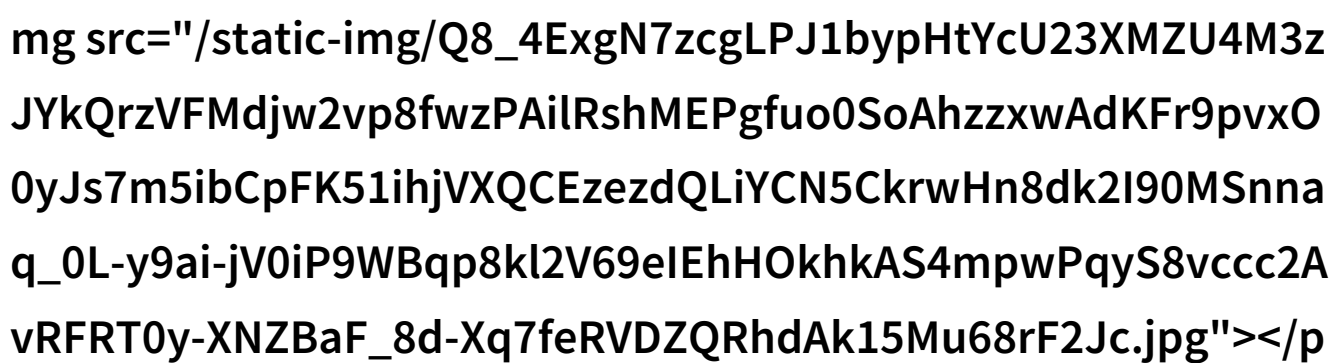 mg src="/static-img/Q8_4ExgN7zcgLPJ1bypHtYcU23XMZU4M3z
JYkQrzVFMdjw2vp8fwzPAilRshMEPgfuo0SoAhzzxwAdKFr9pvxO
0yJs7m5ibCpFK51ihjVXQCEzezdQLiYCN5CkrwHn8dk2I90MSnna
q_0L-y9ai-jV0iP9WBqp8kl2V69eIEhHOkhkAS4mpwPqyS8vccc2A
vRFRT0y-XNZBaF_8d-Xq7feRVDZQRhdAk15Mu68rF2Jc.jpg"></p